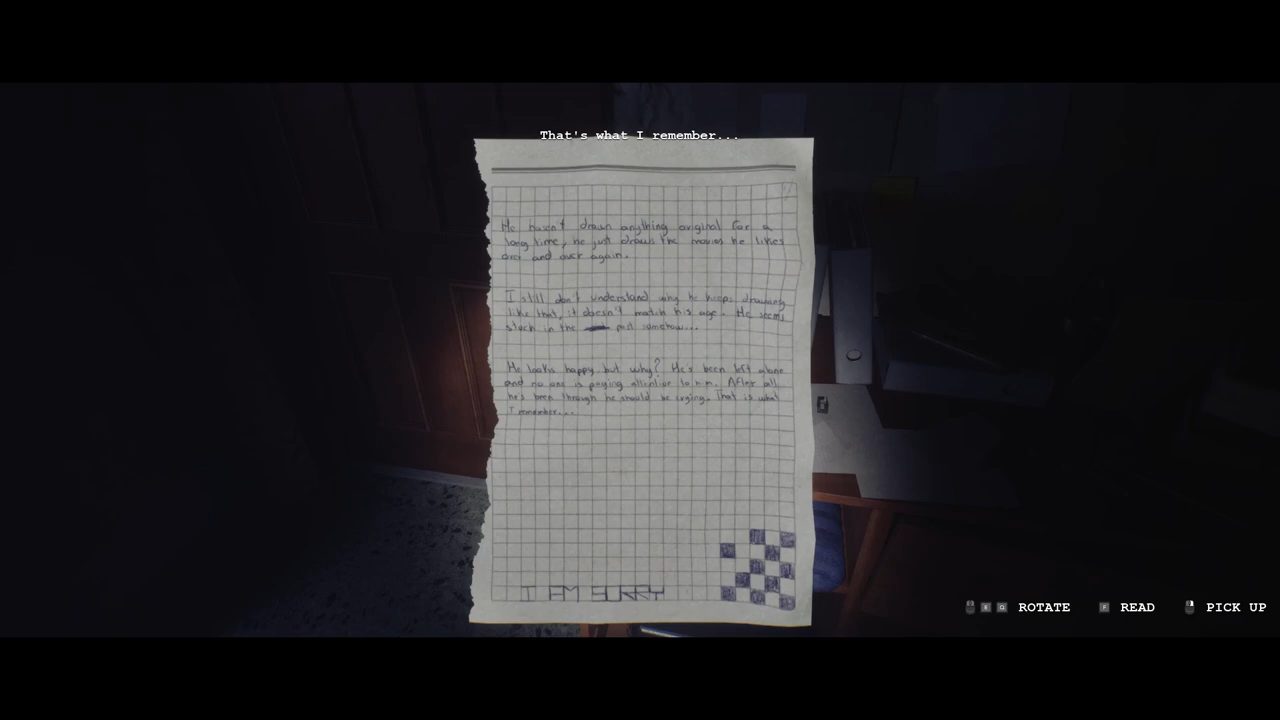 That's what I remember...
He hasn't drawn anything original for a
long time, he just draws the movies he likes
over and over again.
I still don't understand why he keeps drawing
like that, it doesn't match his age. He seems
stuck in the past somehow...
He looks happy but why? He's been left alone
and no one is paying attention to him. After all
he's been through he should be crying. That is what
I remember...
I AM SORRY
ROTATE
READ
PICK UP